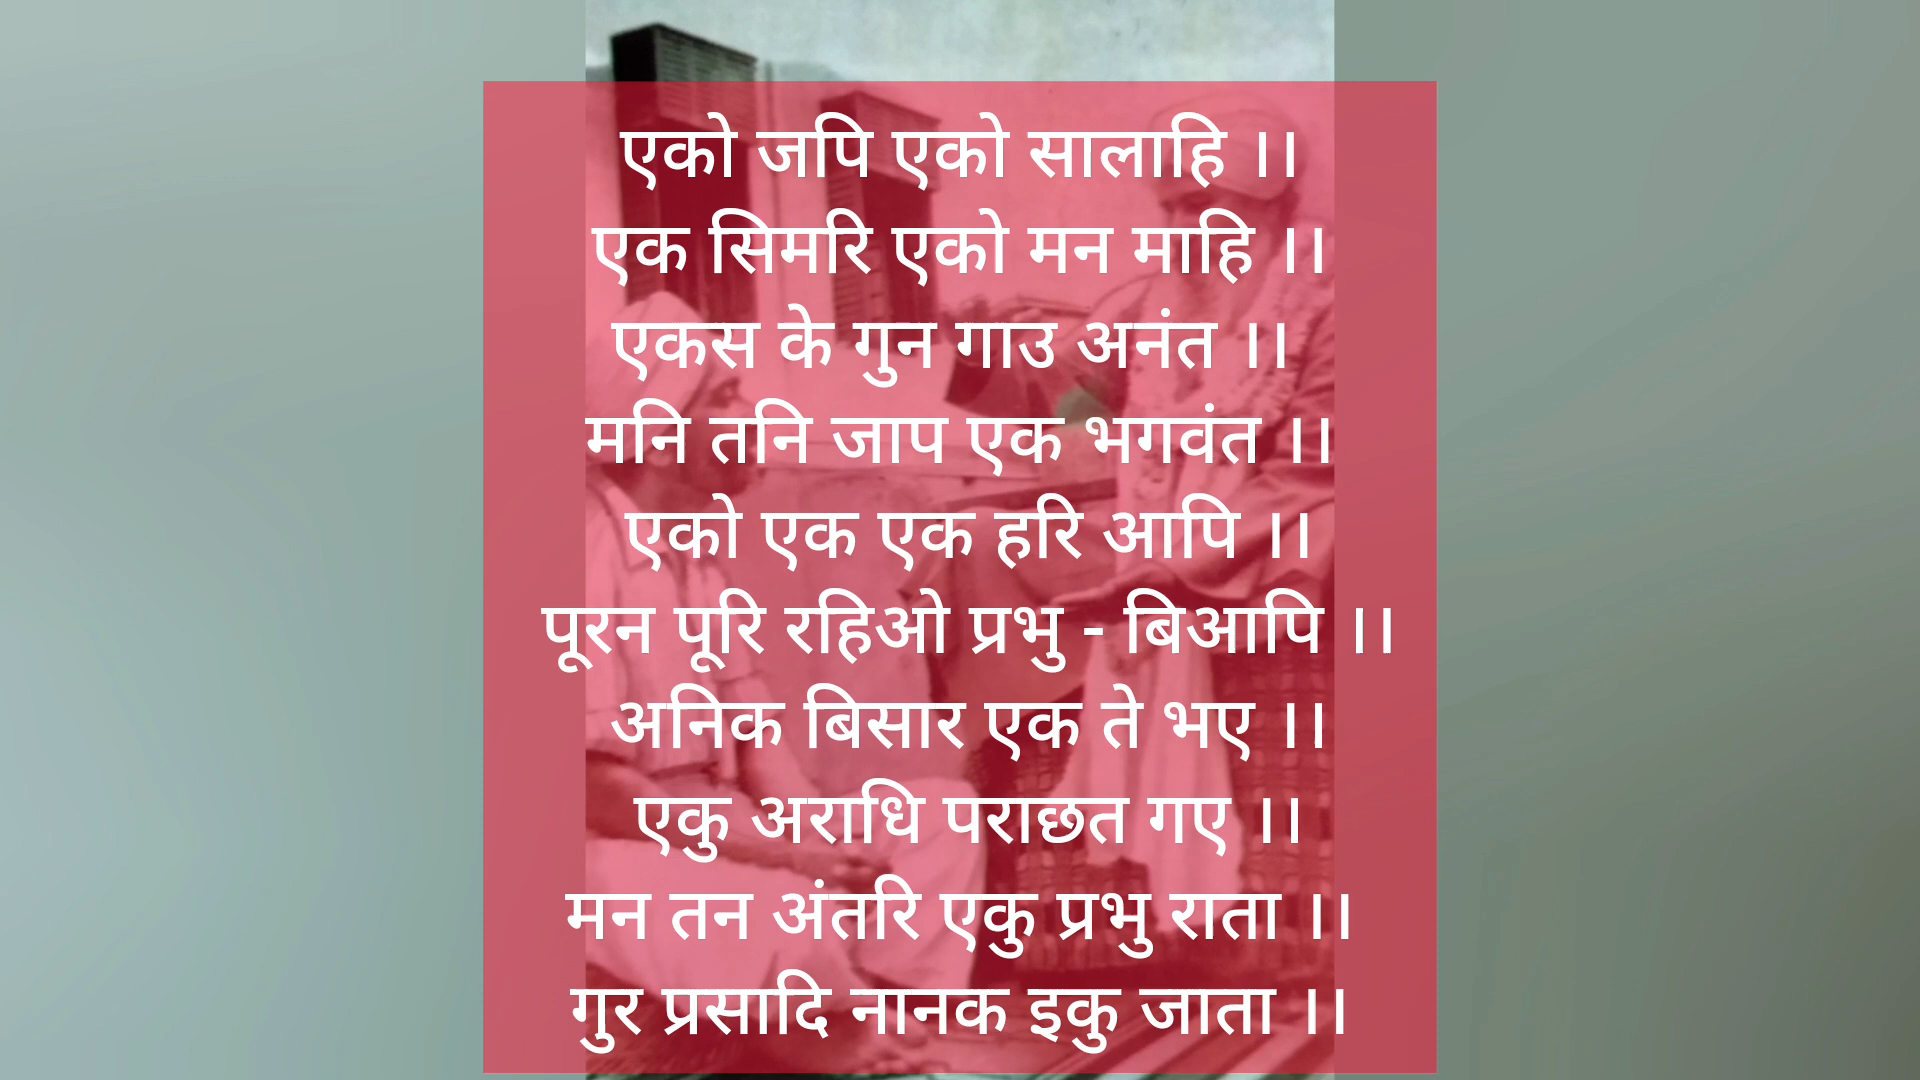 एको जपि एको सालाहि ।।
एक सिमरि एको मन माहि ।।
एकस के गुन गाउ अनंत ।।
मनि तनि जाप एक भगवंत ।।
एको एक एक हरि आपि ।।
पूरन पूरि रहिओ प्रभु - बिआपि ।।
अनिक बिसार एक ते भए ।।
एकु अराधि पराछत गए ।।
मन तन अंतरि एकु प्रभु राता ।।
गुर प्रसादि नानक इकु जाता ।।